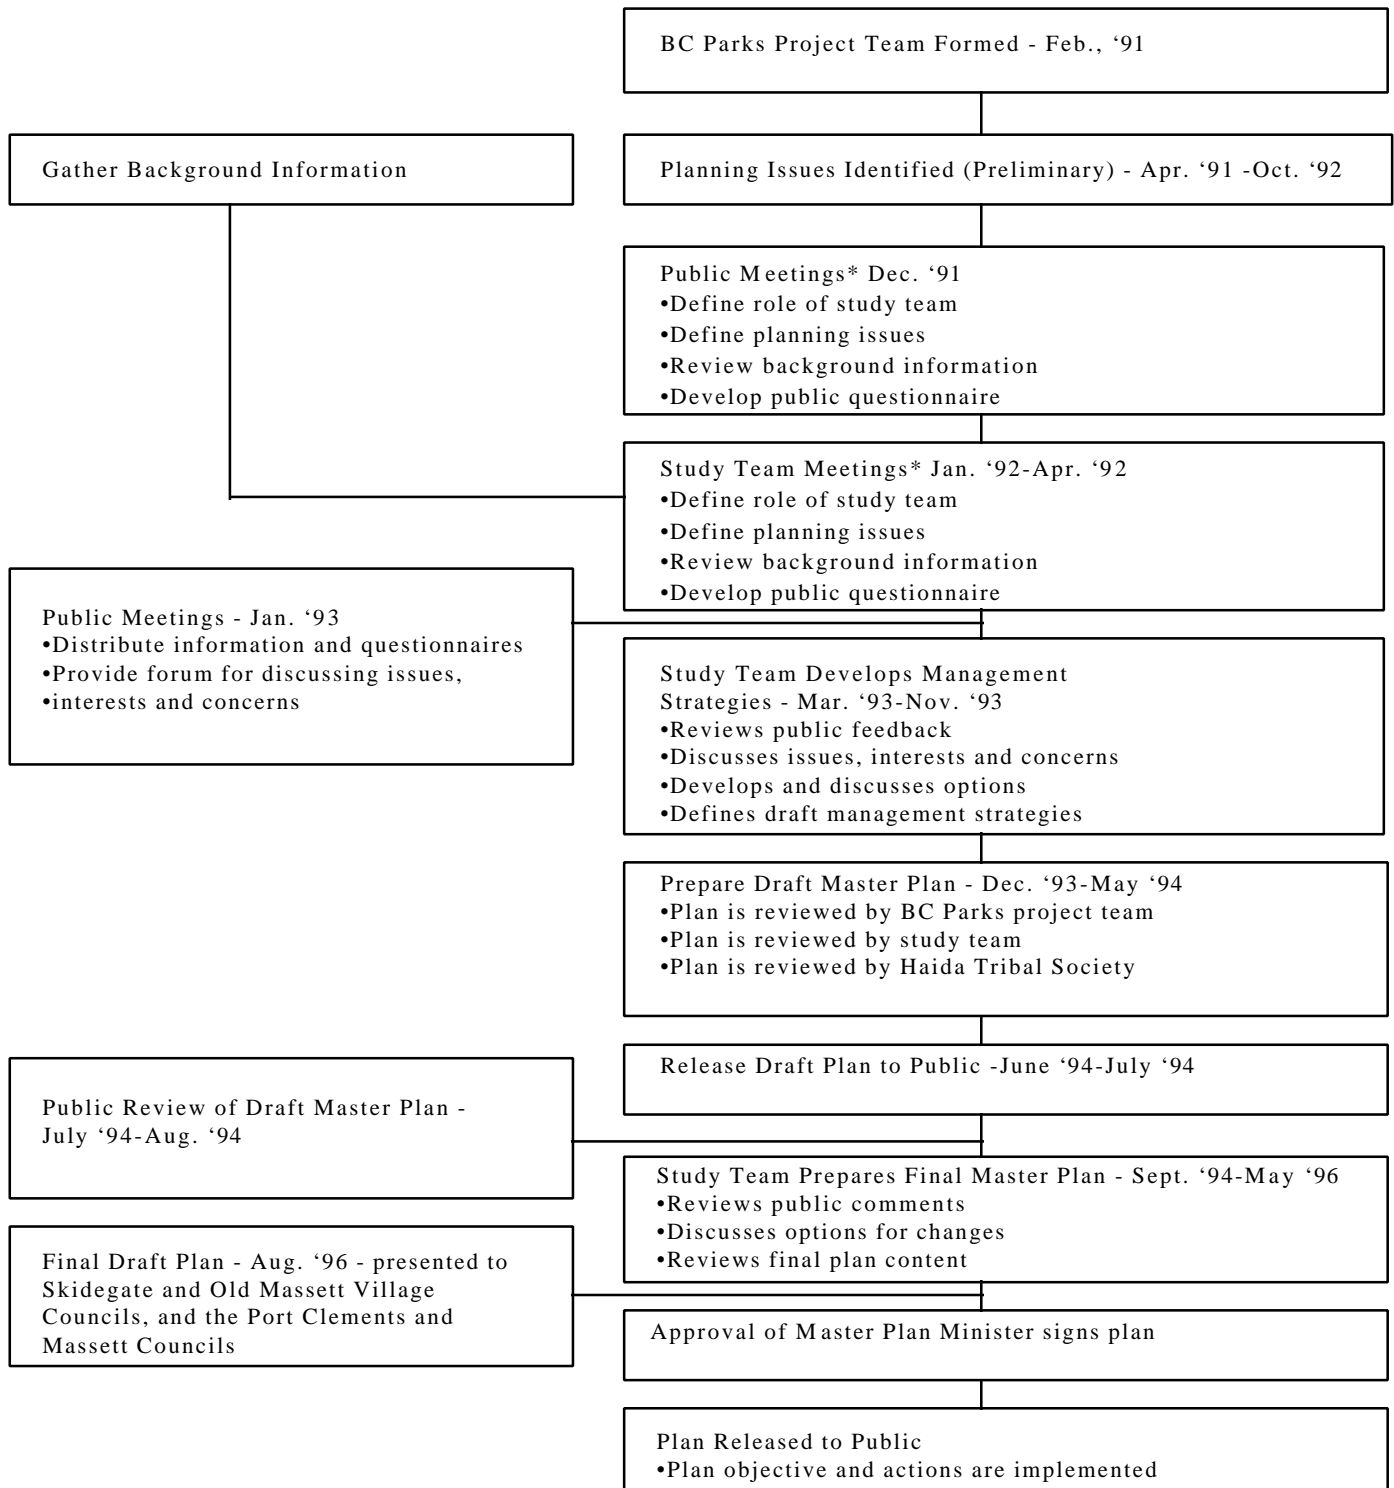 BC Parks Project Team Formed - Feb., ‘91
Gather Background Information
Planning Issues Identified (Preliminary) - Apr. ‘91 -Oct. ‘92
Public Meetings* Dec. ‘91
•Define role of study team
•Define planning issues
•Review background information
•Develop public questionnaire
Study Team Meetings* Jan. ‘92-Apr. ‘92
•Define role of study team
•Define planning issues
•Review background information
•Develop public questionnaire
Public Meetings - Jan. ‘93
•Distribute information and questionnaires
•Provide forum for discussing issues,
•interests and concerns
Study Team Develops Management
Strategies - Mar. ‘93-Nov. ‘93
•Reviews public feedback
•Discusses issues, interests and concerns
•Develops and discusses options
•Defines draft management strategies
Prepare Draft Master Plan - Dec. ‘93-May ‘94
•Plan is reviewed by BC Parks project team
•Plan is reviewed by study team
•Plan is reviewed by Haida Tribal Society
Release Draft Plan to Public -June ‘94-July ‘94
Public Review of Draft Master Plan -
July ‘94-Aug. ‘94
Study Team Prepares Final Master Plan - Sept. ‘94-May ‘96
•Reviews public comments
•Discusses options for changes
•Reviews final plan content
Final Draft Plan - Aug. ‘96 - presented to
Skidegate and Old Massett Village
Councils, and the Port Clements and
Massett Councils
Approval of Master Plan Minister signs plan
Plan Released to Public
•Plan objective and actions are implemented